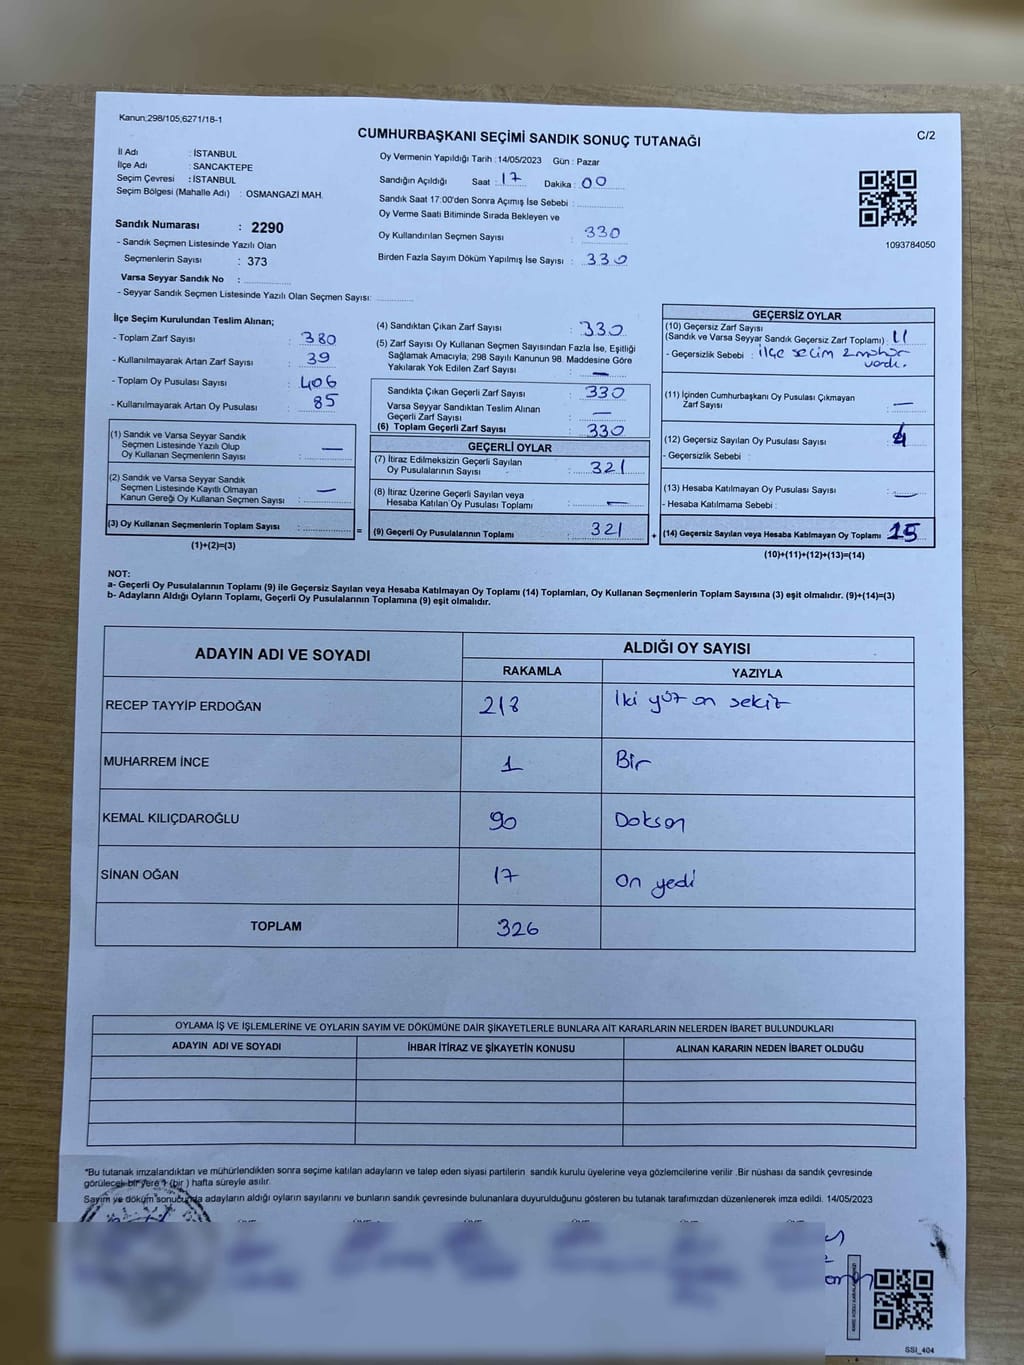 Kanun;298/105,6271/18-1
CUMHURBAŞKANI SEÇİMİ SANDIK SONUÇ TUTANAĞI
C/2
İl Adı : İSTANBUL
İlçe Adı : SANCAKTEPE
Seçim Çevresi : İSTANBUL
Seçim Bölgesi (Mahalle Adı) : OSMANGAZİ MAH.
Sandık Numarası : 2290
- Sandık Seçmen Listesinde Yazılı Olan
Seçmenlerin Sayısı : 373
Varsa Seyyar Sandık No :
- Seyyar Sandık Seçmen Listesinde Yazılı Olan Seçmen Sayısı:
Oy Vermenin Yapıldığı Tarih : 14/05/2023 Gün : Pazar
Sandığın Açıldığı Saat : 17 Dakika : 00
Sandık Saat 17:00'den Sonra Açımış İse Sebebi :
Oy Verme Saati Bitiminde Sırada Bekleyen ve
Oy Kullandırılan Seçmen Sayısı : 330
Birden Fazla Sayım Döküm Yapılmış İse Sayısı : 330
1093784050
İlçe Seçim Kurulundan Teslim Alınan;
- Toplam Zarf Sayısı : 380
- Kullanılmayarak Artan Zarf Sayısı : 39
- Toplam Oy Pusulası Sayısı : 406
- Kullanılmayarak Artan Oy Pusulası : 85
(1) Sandık ve Varsa Seyyar Sandık
Seçmen Listesinde Yazılı Olup
Oy Kullanan Seçmenlerin Sayısı : —
(2) Sandık ve Varsa Seyyar Sandık
Seçmen Listesinde Kayıtlı Olmayan
Kanun Gereği Oy Kullanan Seçmen Sayısı : —
(3) Oy Kullanan Seçmenlerin Toplam Sayısı : =
(1)+(2)=(3)
(4) Sandıktan Çıkan Zarf Sayısı : 330
(5) Zarf Sayısı Oy Kullanan Seçmen Sayısından Fazla İse, Eşitliği
Sağlamak Amacıyla; 298 Sayılı Kanunun 98. Maddesine Göre
Yakılarak Yok Edilen Zarf Sayısı : —
Sandıkta Çıkan Geçerli Zarf Sayısı : 330
Varsa Seyyar Sandıktan Teslim Alınan
Geçerli Zarf Sayısı : —
(6) Toplam Geçerli Zarf Sayısı : 330
GEÇERLİ OYLAR
(7) İtiraz Edilmeksizin Geçerli Sayılan
Oy Pusulalarının Sayısı : 321
(8) İtiraz Üzerine Geçerli Sayılan veya
Hesaba Katılan Oy Pusulası Toplamı : —
(9) Geçerli Oy Pusulalarının Toplamı : 321 +
GEÇERSİZ OYLAR
(10) Geçersiz Zarf Sayısı
(Sandık ve Varsa Seyyar Sandık Geçersiz Zarf Toplamı) : 11
- Geçersizlik Sebebi : ilçe seçim 2 mühür
verdi.
(11) İçinden Cumhurbaşkanı Oy Pusulası Çıkmayan
Zarf Sayısı : —
(12) Geçersiz Sayılan Oy Pusulası Sayısı : 4
- Geçersizlik Sebebi :
(13) Hesaba Katılmayan Oy Pusulası Sayısı : —
- Hesaba Katılmama Sebebi :
(14) Geçersiz Sayılan veya Hesaba Katılmayan Oy Toplamı : 15
(10)+(11)+(12)+(13)=(14)
NOT:
a- Geçerli Oy Pusulalarının Toplamı (9) ile Geçersiz Sayılan veya Hesaba Katılmayan Oy Toplamı (14) Toplamları, Oy Kullanan Seçmenlerin Toplam Sayısına (3) eşit olmalıdır. (9)+(14)=(3)
b- Adayların Aldığı Oyların Toplamı, Geçerli Oy Pusulalarının Toplamına (9) eşit olmalıdır.
ADAYIN ADI VE SOYADI ALDIĞI OY SAYISI
RAKAMLA YAZIYLA
RECEP TAYYİP ERDOĞAN 218 İki yüz on sekiz
MUHARREM İNCE 1 Bir
KEMAL KILIÇDAROĞLU 90 Doksan
SİNAN OĞAN 17 On yedi
TOPLAM 326
OYLAMA İŞ VE İŞLEMLERİNE VE OYLARIN SAYIM VE DÖKÜMÜNE DAİR ŞİKAYETLERLE BUNLARA AİT KARARLARIN NELERDEN İBARET BULUNDUKLARI
ADAYIN ADI VE SOYADI İHBAR İTİRAZ VE ŞİKAYETİN KONUSU ALINAN KARARIN NEDEN İBARET OLDUĞU
*Bu tutanak imzalandıktan ve mühürlendikten sonra seçime katılan adayların ve talep eden siyasi partilerin sandık kurulu üyelerine veya gözlemcilerine verilir .Bir nüshası da sandık çevresinde
görülecek bir yere 1 (bir ) hafta süreyle asılır.
Sayım ve döküm sonucunda adayların aldığı oyların sayılarını ve bunların sandık çevresinde bulunanlara duyurulduğunu gösteren bu tutanak tarafımızdan düzenlenerek imza edildi. 14/05/2023
SSI_404